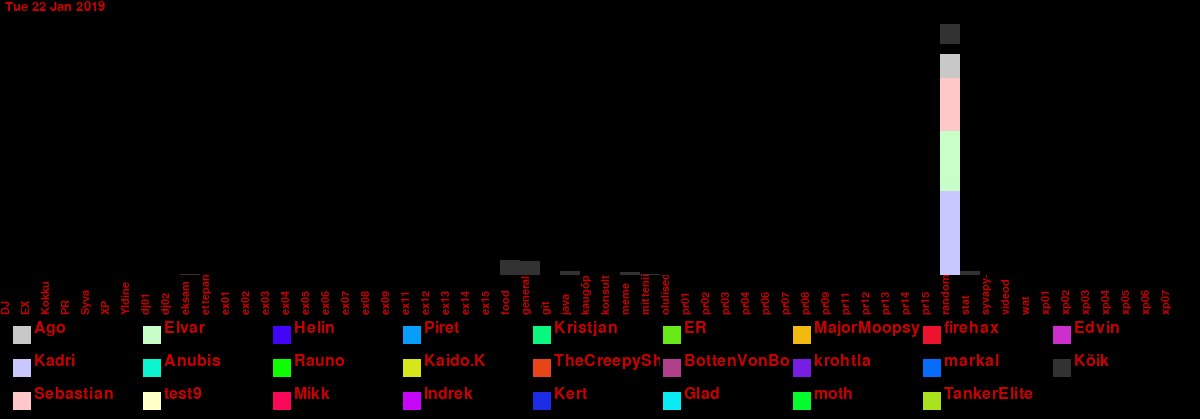 Tue 22 Jan 2019
DJ EX Kokku PR Syva XP Yldine dj01 dj02 eksam ettepan ex01 ex02 ex03 ex04 ex05 ex06 ex07 ex08 ex09 ex11 ex12 ex13 ex14 ex15 food general git java kaugõp konsult meme mittenii olulised pr01 pr02 pr03 pr04 pr06 pr07 pr08 pr09 pr11 pr12 pr13 pr14 pr15 random stat syvapy- videod wat xp01 xp02 xp03 xp04 xp05 xp06 xp07
Ago Elvar Helin Piret Kristjan ER MajorMoopsy firehax Edvin
Kadri Anubis Rauno Kaido.K TheCreepySh BottenVonBo krohtla markal Kõik
Sebastian test9 Mikk Indrek Kert Glad moth TankerElite